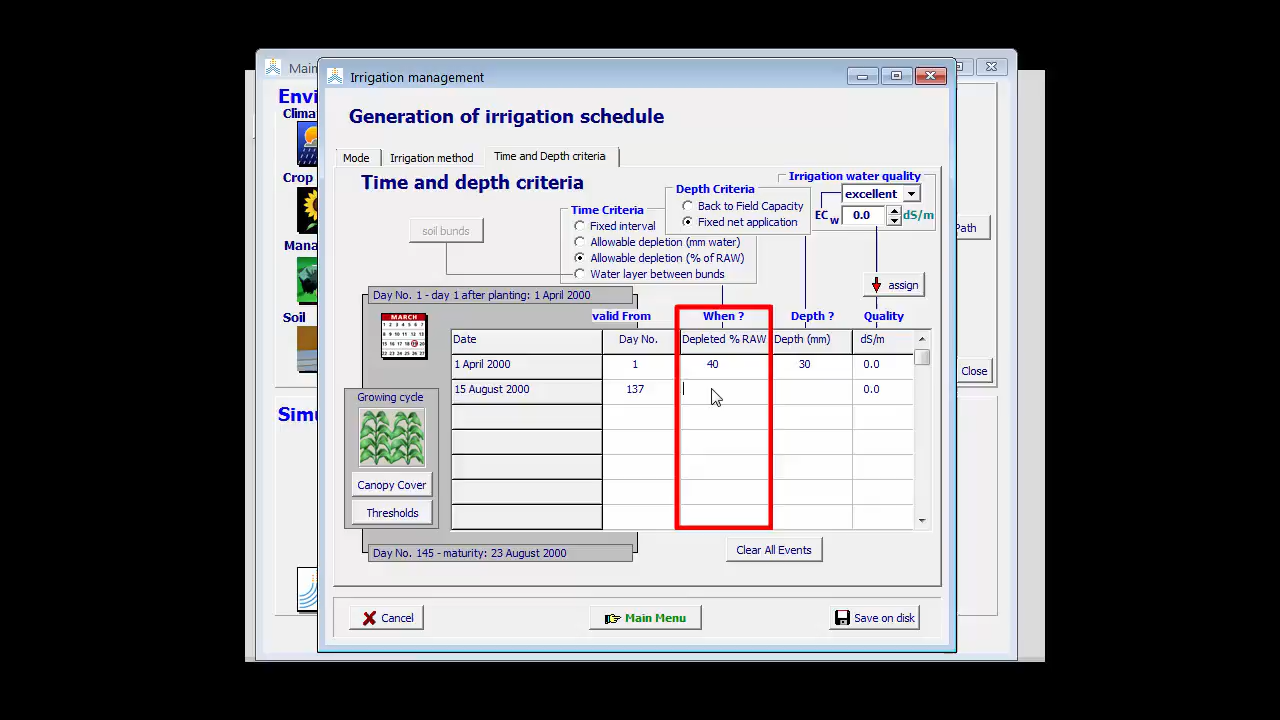 Main
Irrigation management
Envi
Clima
Crop
Mana
Soil
Simu
Path
Close
Generation of irrigation schedule
Mode
Irrigation method
Time and Depth criteria
Time and depth criteria
Irrigation water quality
excellent
ECw 0.0 dS/m
Depth Criteria
Back to Field Capacity
Fixed net application
Time Criteria
Fixed interval
Allowable depletion (mm water)
Allowable depletion (% of RAW)
Water layer between bunds
soil bunds
assign
Day No. 1 - day 1 after planting: 1 April 2000
valid From When ? Depth ? Quality
MARCH
Date Day No. Depleted % RAW Depth (mm) dS/m
1 April 2000 1 40 30 0.0
15 August 2000 137 0.0
Growing cycle
Canopy Cover
Thresholds
Day No. 145 - maturity: 23 August 2000
Clear All Events
Cancel
Main Menu
Save on disk